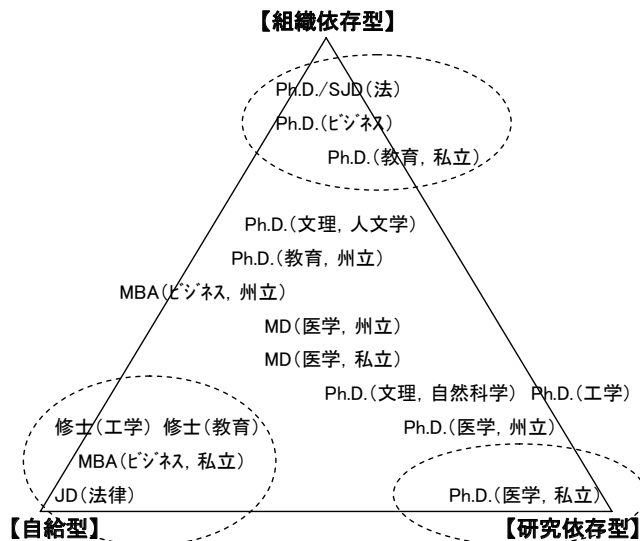 【組織依存型】
Ph.D./SJD(法)
Ph.D.(ﾋﾞｼﾞﾈｽ)
Ph.D.(教育, 私立)
Ph.D.(文理, 人文学)
Ph.D.(教育, 州立)
MBA(ﾋﾞｼﾞﾈｽ, 州立)
MD(医学, 州立)
MD(医学, 私立)
Ph.D.(文理, 自然科学) Ph.D.(工学)
修士(工学) 修士(教育)
Ph.D.(医学, 州立)
MBA(ﾋﾞｼﾞﾈｽ, 私立)
JD(法律)
Ph.D.(医学, 私立)
【自給型】
【研究依存型】